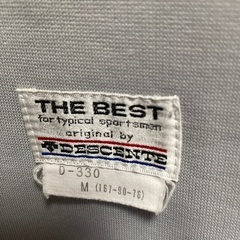 THE BEST
for typical sportsmen
original by
DESCENTE
D-330
M (167-90-76)